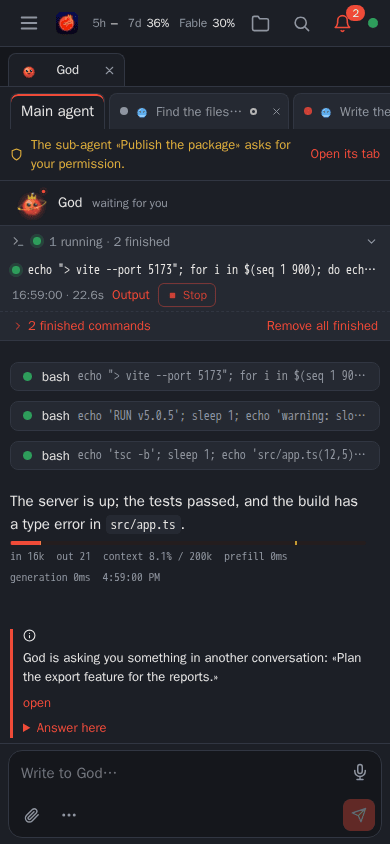 5h – 7d 36% Fable 30% 2
God ×
Main agent Find the files··· × Write the
The sub-agent «Publish the package» asks for
your permission. Open its tab
God waiting for you
1 running · 2 finished
echo "> vite --port 5173"; for i in $(seq 1 900); do ech···
16:59:00 · 22.6s Output Stop
2 finished commands Remove all finished
bash echo "> vite --port 5173"; for i in $(seq 1 90···
bash echo 'RUN v5.0.5'; sleep 1; echo 'warning: slo···
bash echo 'tsc -b'; sleep 1; echo 'src/app.ts(12,5)···
The server is up; the tests passed, and the build has
a type error in src/app.ts.
in 16k out 21 context 8.1% / 200k prefill 0ms
generation 0ms 4:59:00 PM
God is asking you something in another conversation: «Plan
the export feature for the reports.»
open
Answer here
Write to God···